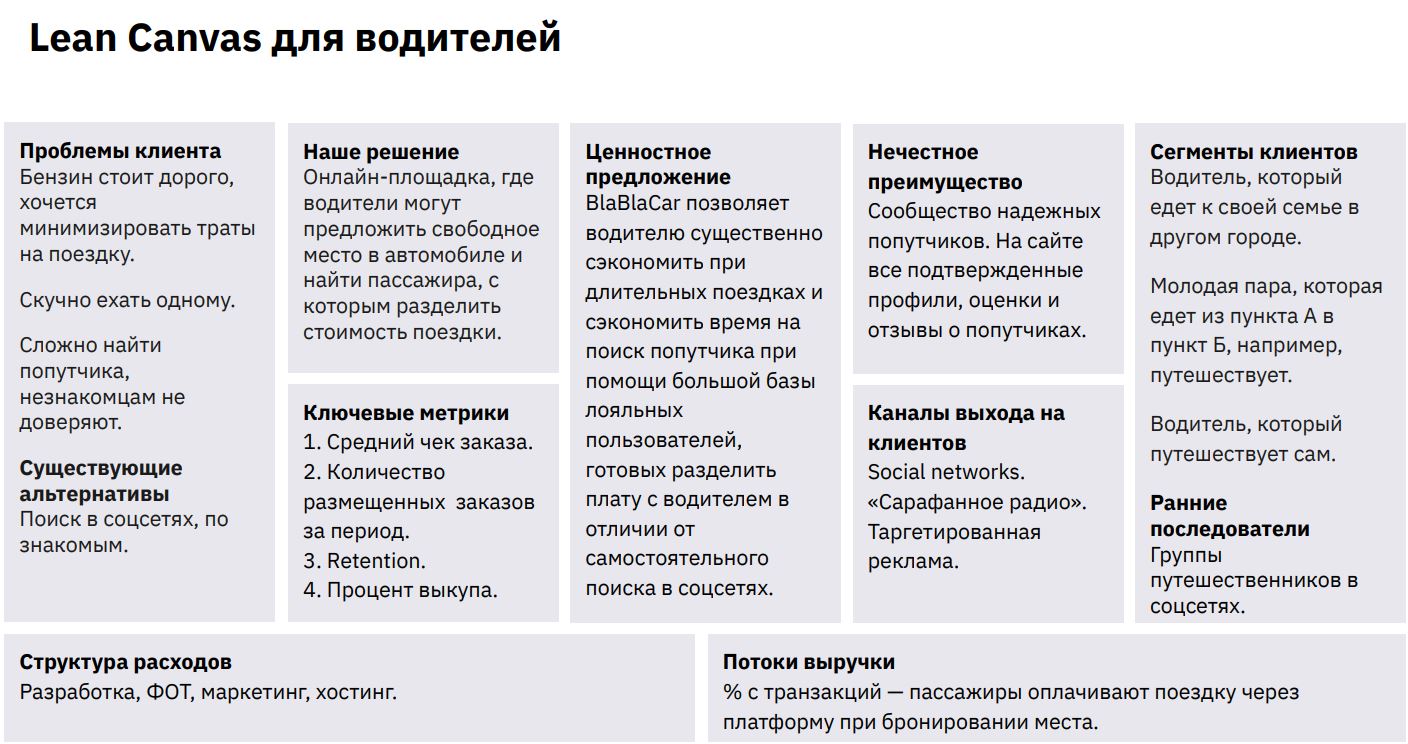 Lean Canvas для водителей
Проблемы клиента
Бензин стоит дорого,
хочется
минимизировать траты
на поездку.
Скучно ехать одному.
Сложно найти
попутчика,
незнакомцам не
доверяют.
Существующие
альтернативы
Поиск в соцсетях, по
знакомым.
Наше решение
Онлайн-площадка, где
водители могут
предложить свободное
место в автомобиле и
найти пассажира, с
которым разделить
стоимость поездки.
Ключевые метрики
1. Средний чек заказа.
2. Количество
размещенных заказов
за период.
3. Retention.
4. Процент выкупа.
Ценностное
предложение
BlaBlaCar позволяет
водителю существенно
сэкономить при
длительных поездках и
сэкономить время на
поиск попутчика при
помощи большой базы
лояльных
пользователей,
готовых разделить
плату с водителем в
отличии от
самостоятельного
поиска в соцсетях.
Нечестное
преимущество
Сообщество надежных
попутчиков. На сайте
все подтвержденные
профили, оценки и
отзывы о попутчиках.
Каналы выхода на
клиентов
Social networks.
«Сарафанное радио».
Таргетированная
реклама.
Сегменты клиентов
Водитель, который
едет к своей семье в
другом городе.
Молодая пара, которая
едет из пункта А в
пункт Б, например,
путешествует.
Водитель, который
путешествует сам.
Ранние
последователи
Группы
путешественников в
соцсетях.
Структура расходов
Разработка, ФОТ, маркетинг, хостинг.
Потоки выручки
% с транзакций — пассажиры оплачивают поездку через
платформу при бронировании места.